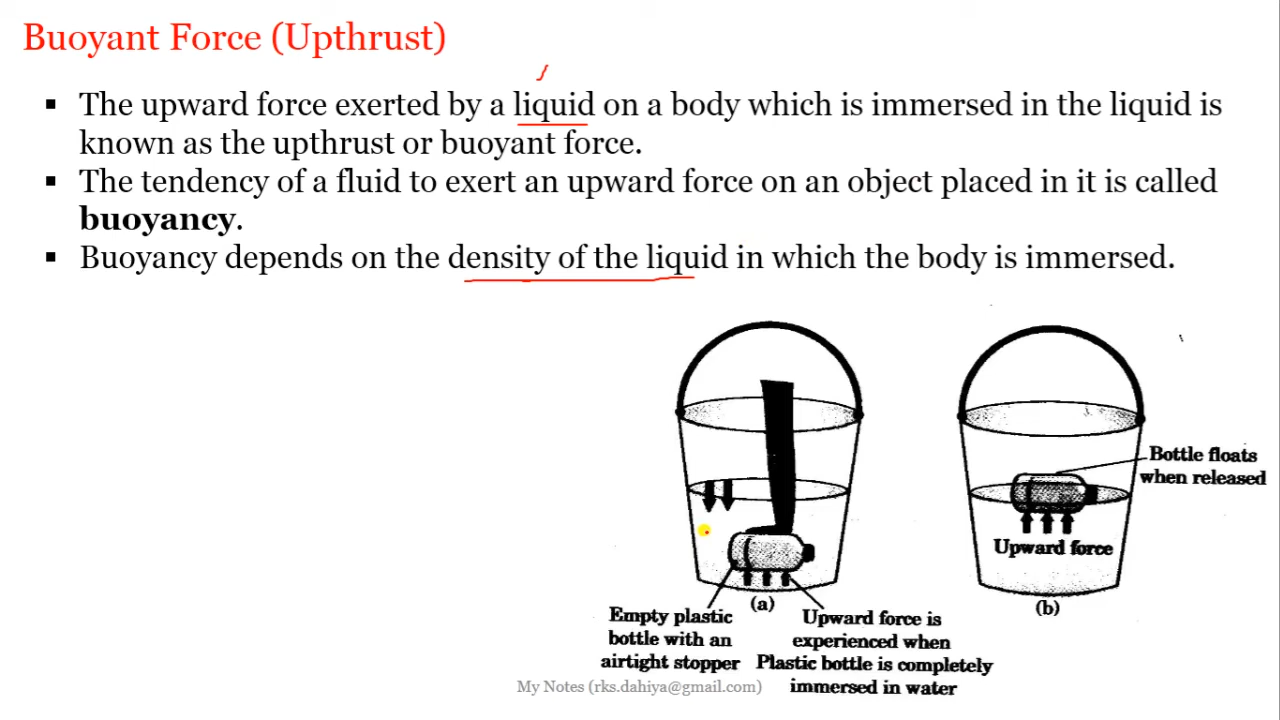 Buoyant Force (Upthrust)
▪ The upward force exerted by a liquid on a body which is immersed in the liquid is
known as the upthrust or buoyant force.
▪ The tendency of a fluid to exert an upward force on an object placed in it is called
buoyancy.
▪ Buoyancy depends on the density of the liquid in which the body is immersed.
Bottle floats
when released
Upward force
(a)
(b)
Empty plastic
bottle with an
airtight stopper
Upward force is
experienced when
Plastic bottle is completely
immersed in water
My Notes (rks.dahiya@gmail.com)